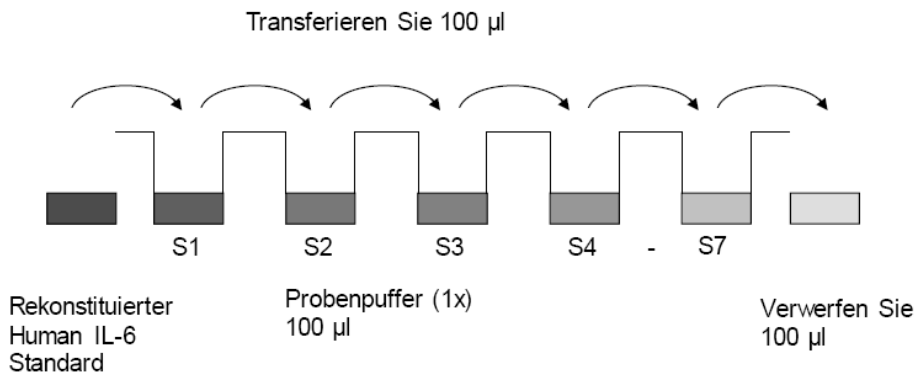 Transferieren Sie 100 µl
S1 S2 S3 S4 - S7
Rekonstituierter
Human IL-6
Standard
Probenpuffer (1x)
100 µl
Verwerfen Sie
100 µl